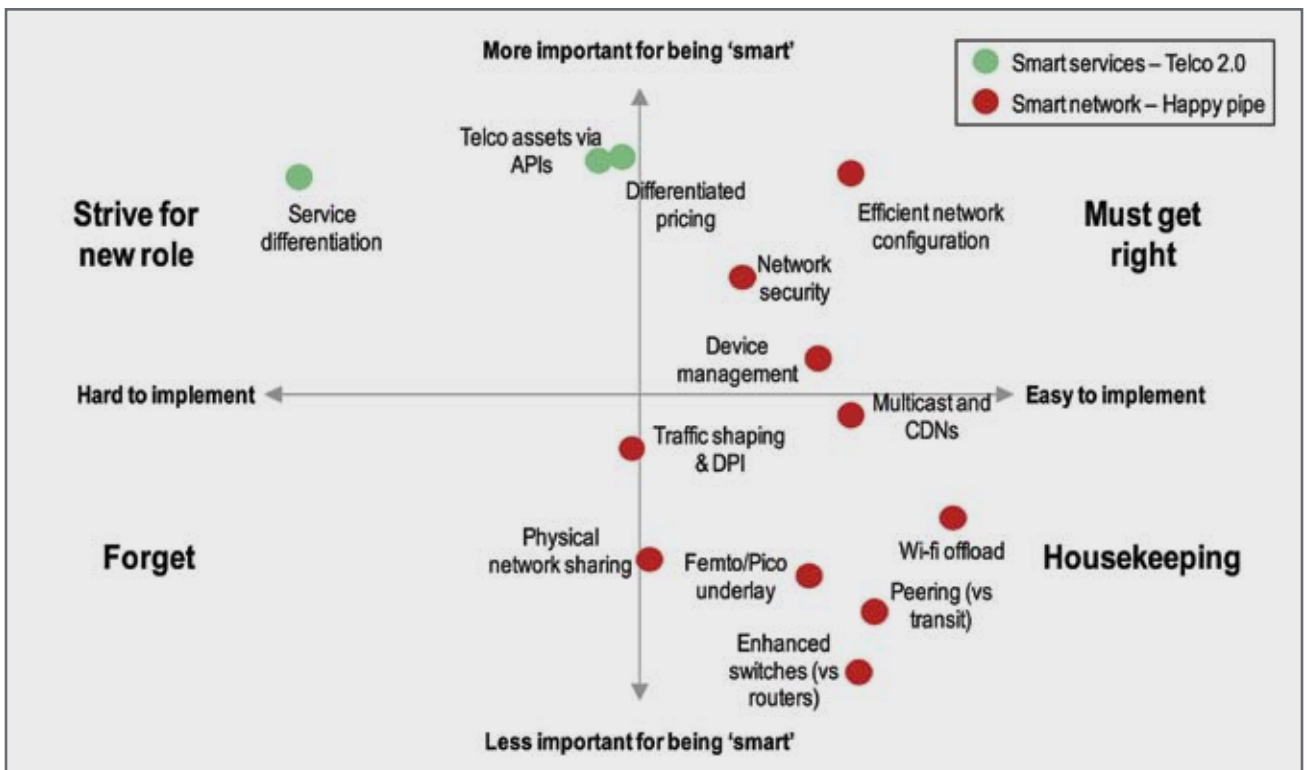 More important for being ‘smart’
Smart services – Telco 2.0
Smart network – Happy pipe
Telco assets via
APIs
Differentiated
pricing
Service
differentiation
Efficient network
configuration
Strive for
new role
Must get
right
Network
security
Device
management
Hard to implement
Easy to implement
Multicast and
CDNs
Traffic shaping
& DPI
Physical
network sharing
Wi-fi offload
Forget
Housekeeping
Femto/Pico
underlay
Peering (vs
transit)
Enhanced
switches (vs
routers)
Less important for being ‘smart’